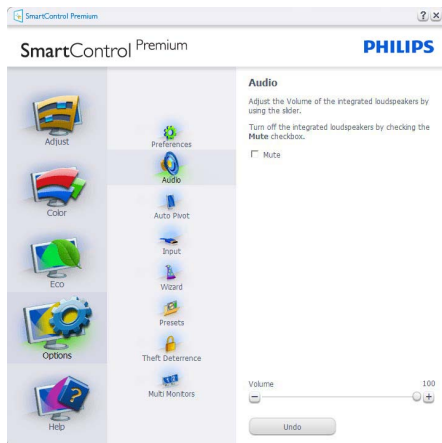 SmartControl Premium
SmartControl Premium
PHILIPS
Adjust
Color
Eco
Options
Help
Preferences
Audio
Auto Pivot
Input
Wizard
Presets
Theft Deterrence
Multi Monitors
Audio
Adjust the Volume of the integrated loudspeakers by
using the slider.
Turn off the integrated loudspeakers by checking the
Mute checkbox.
Mute
Volume 100
Undo